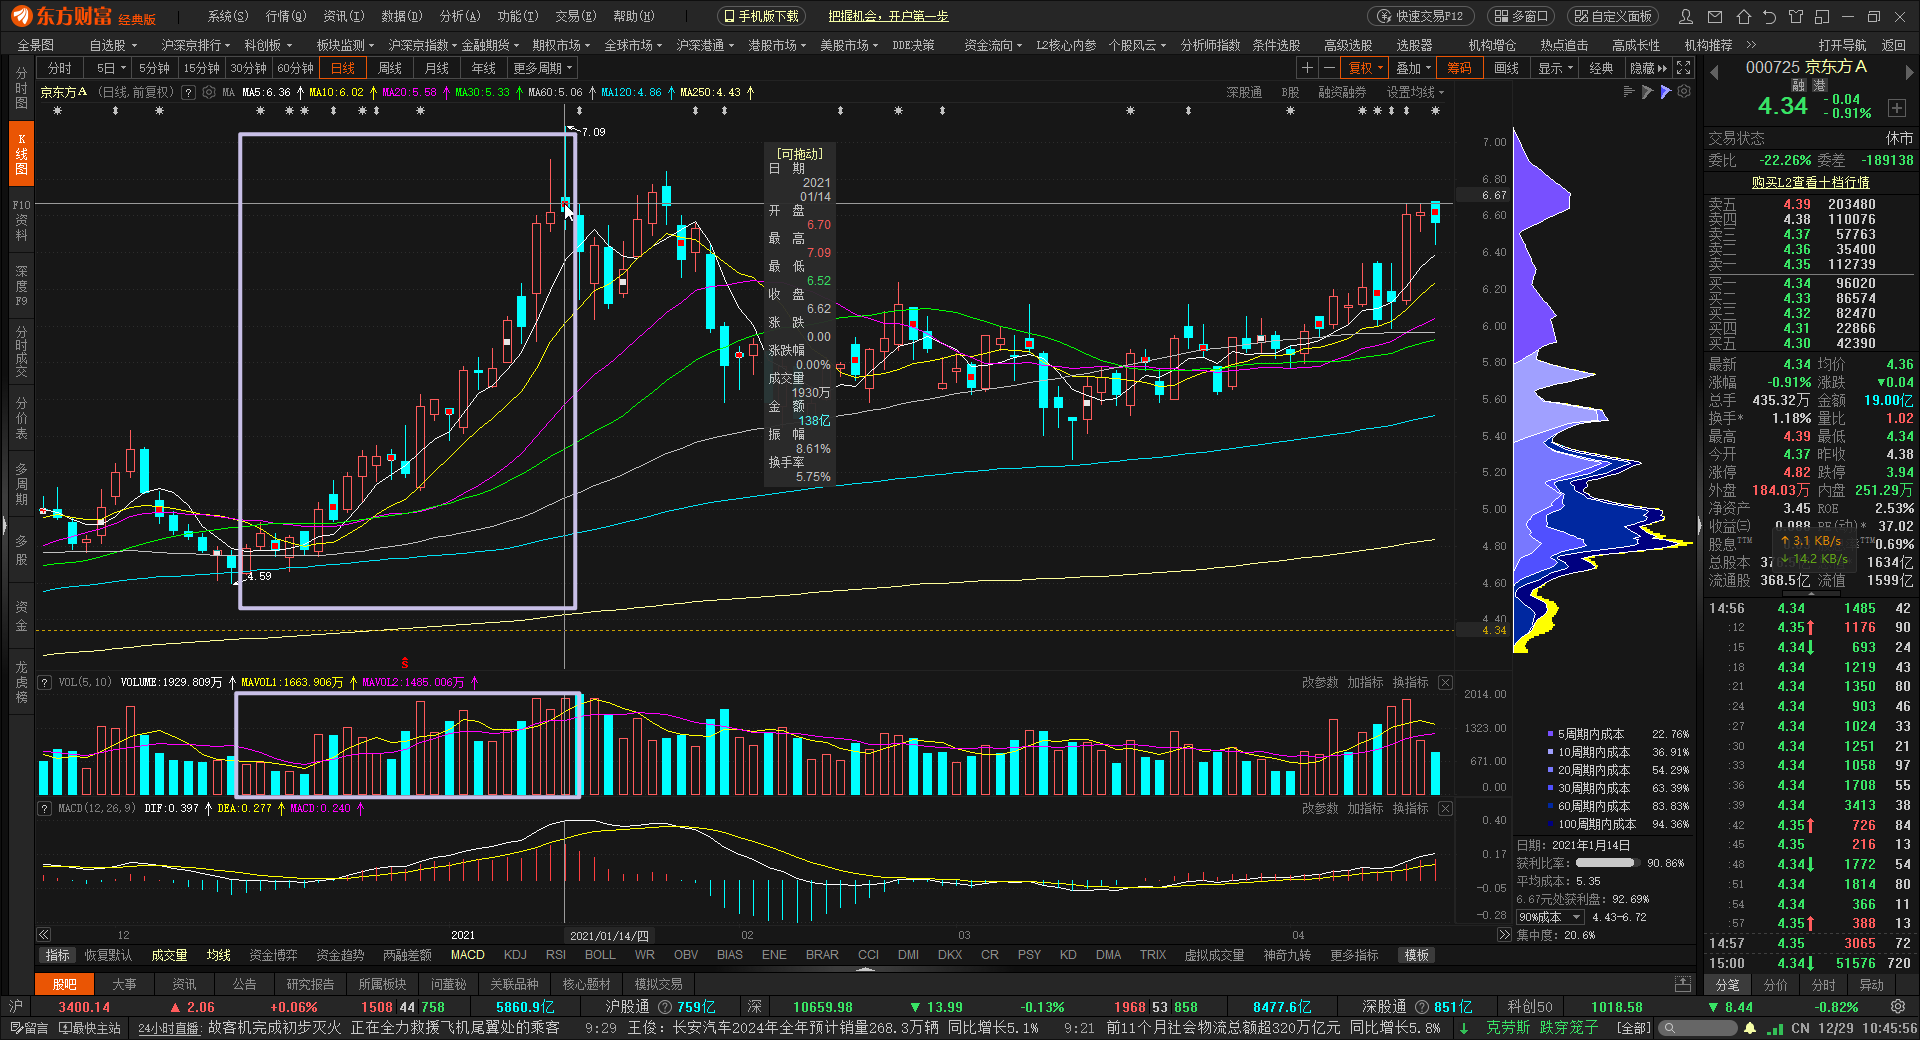 东方财富 经典版 系统(S) 行情(Q) 资讯(I) 数据(D) 分析(A) 功能(T) 交易(E) 帮助(H) 手机版下载 把握机会，开户第一步 快速交易F12 多窗口 自定义面板
全景图 自选股 沪深京排行 科创板 板块监测 沪深京指数 金融期货 期权市场 全球市场 沪深港通 港股市场 美股市场 DDE决策 资金流向 L2核心内参 个股风云 分析师指数 条件选股 高级选股 选股器 机构增仓 热点追击 高成长性 机构推荐 >> 打开导航 返回
分时 5日 5分钟 15分钟 30分钟 60分钟 日线 周线 月线 年线 更多周期 复权 叠加 筹码 画线 显示 经典 隐藏
京东方A (日线,前复权) ? MA MA5:6.36 MA10:6.02 MA20:5.58 MA30:5.33 MA60:5.06 MA120:4.86 MA250:4.43 深股通 B股 融资融券 设置均线
分时图
K线图
F10资料
深度F9
分时成交
分价表
多周期
多股
资金
龙虎榜
7.09
4.59
[可拖动]
日 期
2021
01/14
开 盘
6.70
最 高
7.09
最 低
6.52
收 盘
6.62
涨 跌
0.00
涨跌幅
0.00%
成交量
1930万
金 额
138亿
振 幅
8.61%
换手率
5.75%
7.00
6.80
6.67
6.60
6.40
6.20
6.00
5.80
5.60
5.40
5.20
5.00
4.80
4.60
4.40
4.34
ŝ
? VOL(5,10) VOLUME:1929.809万 MAVOL1:1663.906万 MAVOL2:1485.006万 改参数 加指标 换指标
2014.00
1323.00
671.00
0.00
? MACD(12,26,9) DIF:0.397 DEA:0.277 MACD:0.240 改参数 加指标 换指标
0.40
0.17
-0.05
-0.28
12 2021 2021/01/14/四 02 03 04
指标 恢复默认 成交量 均线 资金博弈 资金趋势 两融差额 MACD KDJ RSI BOLL WR OBV BIAS ENE BRAR CCI DMI DKX CR PSY KD DMA TRIX 虚拟成交量 神奇九转 更多指标 模板
5周期内成本 22.76%
10周期内成本 36.91%
20周期内成本 54.29%
30周期内成本 63.39%
60周期内成本 83.83%
100周期内成本 94.36%
日期: 2021年1月14日
获利比率: 90.86%
平均成本: 5.35
6.67元处获利盘: 92.69%
90%成本 4.43-6.72
集中度: 20.6%
000725 京东方A
融 港
4.34 -0.04
-0.91%
交易状态 休市
委比 -22.26% 委差 -189138
购买L2查看十档行情
卖五 4.39 203480
卖四 4.38 110076
卖三 4.37 57763
卖二 4.36 35400
卖一 4.35 112739
买一 4.34 96020
买二 4.33 86574
买三 4.32 82470
买四 4.31 22866
买五 4.30 42390
最新 4.34 均价 4.36
涨幅 -0.91% 涨跌 ▼0.04
总手 435.32万 金额 19.00亿
换手* 1.18% 量比 1.02
最高 4.39 最低 4.34
今开 4.37 昨收 4.38
涨停 4.82 跌停 3.94
外盘 184.03万 内盘 251.29万
净资产 3.45 ROE 2.53%
收益(三) 0.088 PE(动)* 37.02
↑ 3.1 KB/s
股息TTM 0.69%
↓ 14.2 KB/s
总股本 1634亿
流通股 368.5亿 流值 1599亿
14:56 4.34 1485 42
:12 4.35 1176 90
:15 4.34 693 24
:18 4.34 1219 43
:21 4.34 1350 80
:24 4.34 903 46
:27 4.34 1024 33
:30 4.34 1251 21
:33 4.34 1058 97
:36 4.34 1708 55
:39 4.34 3413 38
:42 4.35 726 84
:45 4.35 216 13
:48 4.34 1772 54
:51 4.34 1814 80
:54 4.34 366 11
:57 4.35 388 13
14:57 4.35 3065 72
15:00 4.34 51576 720
分笔 分价 分时 异动
股吧 大事 资讯 公告 研究报告 所属板块 问董秘 关联品种 核心题材 模拟交易
沪 3400.14 ▲ 2.06 +0.06% 1508 44 758 5860.9亿 沪股通 ? 759亿 深 10659.98 ▼ 13.99 -0.13% 1968 53 858 8477.6亿 深股通 ? 851亿 科创50 1018.58 ▼ 8.44 -0.82%
留言 最快主站 24小时直播: 故客机完成初步灭火 正在全力救援飞机尾翼处的乘客 9:29 王俊：长安汽车2024年全年预计销量268.3万辆 同比增长5.1% 9:21 前11个月社会物流总额超320万亿元 同比增长5.8% 克劳斯 跌穿笼子 [全部] CN 12/29 10:45:56